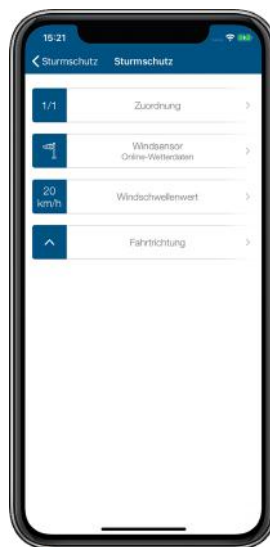 15:21
Sturmschutz Sturmschutz
1/1 Zuordnung
Windsensor
Online-Wetterdaten
20 km/h Windschwellenwert
Fahrtrichtung